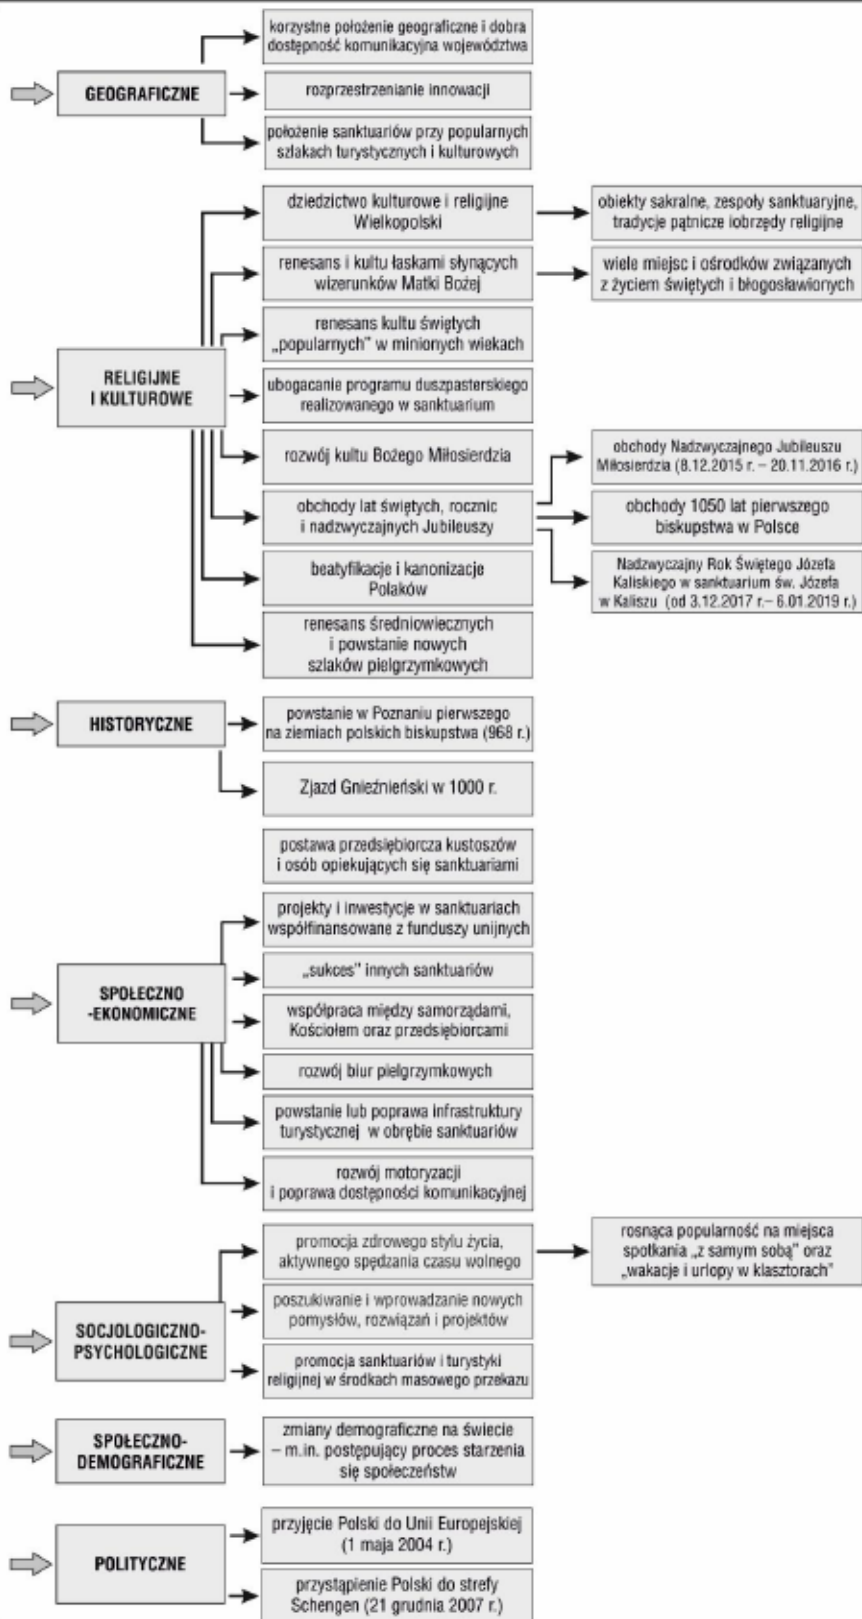 korzystne położenie geograficzne i dobra
dostępność komunikacyjna województwa
GEOGRAFICZNE
rozprzestrzenianie innowacji
położenie sanktuariów przy popularnych
szlakach turystycznych i kulturowych
dziedzictwo kulturowe i religijne
Wielkopolski
obiekty sakralne, zespoły sanktuaryjne,
tradycje pątnicze iobrzędy religijne
renesans i kultu łaskami słynących
wizerunków Matki Bożej
wiele miejsc i ośrodków związanych
z życiem świętych i błogosławionych
renesans kultu świętych
„popularnych” w minionych wiekach
RELIGIJNE
I KULTUROWE
ubogacanie programu duszpasterskiego
realizowanego w sanktuarium
rozwój kultu Bożego Miłosierdzia
obchody Nadzwyczajnego Jubileuszu
Miłosierdzia (8.12.2015 r. – 20.11.2016 r.)
obchody lat świętych, rocznic
i nadzwyczajnych Jubileuszy
obchody 1050 lat pierwszego
biskupstwa w Polsce
beatyfikacje i kanonizacje
Polaków
Nadzwyczajny Rok Świętego Józefa
Kaliskiego w sanktuarium św. Józefa
w Kaliszu (od 3.12.2017 r.– 6.01.2019 r.)
renesans średniowiecznych
i powstanie nowych
szlaków pielgrzymkowych
HISTORYCZNE
powstanie w Poznaniu pierwszego
na ziemiach polskich biskupstwa (968 r.)
Zjazd Gnieźnieński w 1000 r.
postawa przedsiębiorcza kustoszów
i osób opiekujących się sanktuariami
projekty i inwestycje w sanktuariach
współfinansowane z funduszy unijnych
„sukces” innych sanktuariów
SPOŁECZNO
-EKONOMICZNE
współpraca między samorządami,
Kościołem oraz przedsiębiorcami
rozwój biur pielgrzymkowych
powstanie lub poprawa infrastruktury
turystycznej w obrębie sanktuariów
rozwój motoryzacji
i poprawa dostępności komunikacyjnej
promocja zdrowego stylu życia,
aktywnego spędzania czasu wolnego
rosnąca popularność na miejsca
spotkania „z samym sobą” oraz
„wakacje i urlopy w klasztorach”
SOCJOLOGICZNO-
PSYCHOLOGICZNE
poszukiwanie i wprowadzanie nowych
pomysłów, rozwiązań i projektów
promocja sanktuariów i turystyki
religijnej w środkach masowego przekazu
SPOŁECZNO-
DEMOGRAFICZNE
zmiany demograficzne na świecie
– m.in. postępujący proces starzenia
się społeczeństw
POLITYCZNE
przyjęcie Polski do Unii Europejskiej
(1 maja 2004 r.)
przystąpienie Polski do strefy
Schengen (21 grudnia 2007 r.)